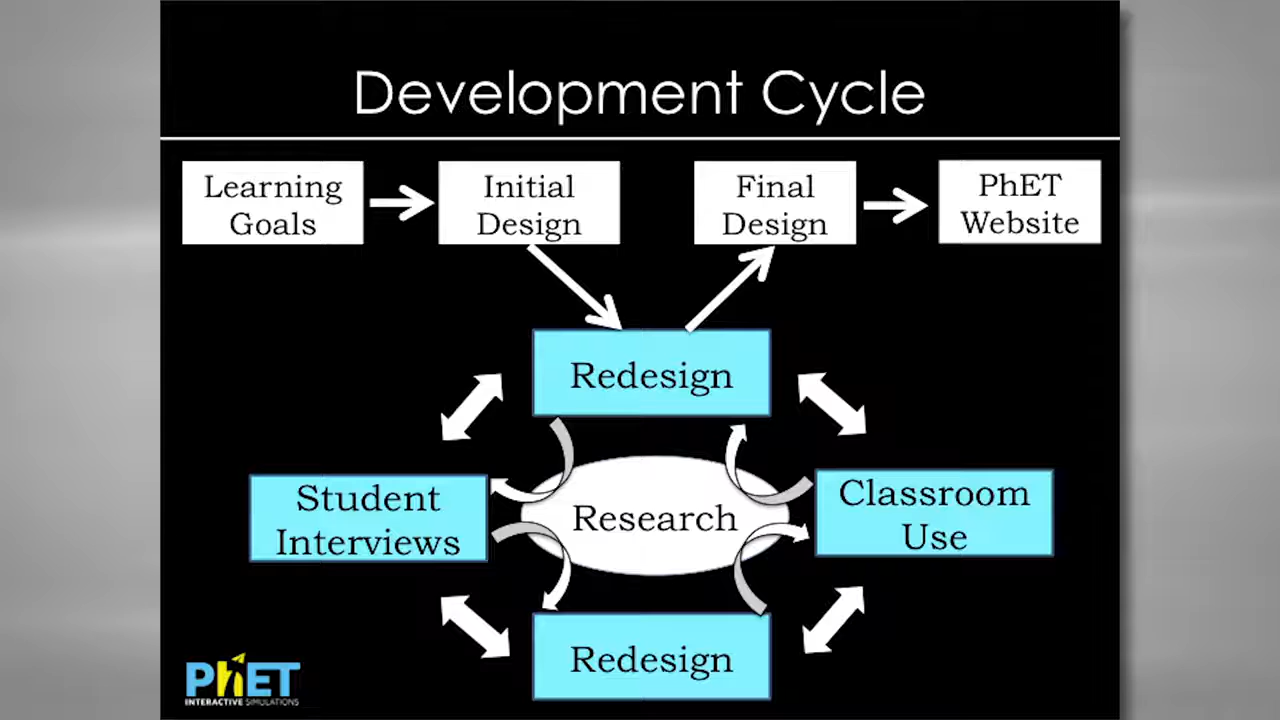 Development Cycle
Learning
Goals
Initial
Design
Final
Design
PhET
Website
Redesign
Student
Interviews
Research
Classroom
Use
Redesign
PhET
INTERACTIVE SIMULATIONS